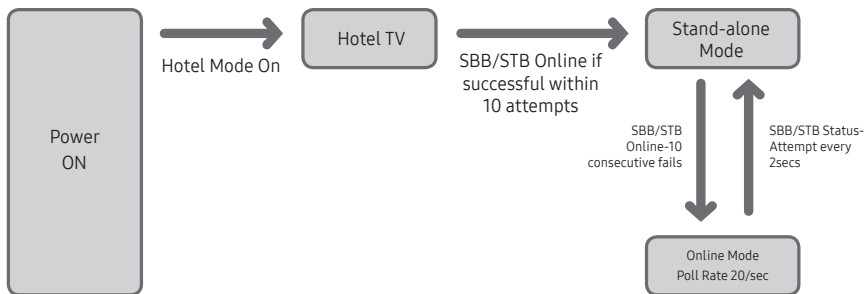 Power
ON
Hotel Mode On
Hotel TV
SBB/STB Online if
successful within
10 attempts
Stand-alone
Mode
SBB/STB
Online-10
consecutive fails
SBB/STB Status-
Attempt every
2secs
Online Mode
Poll Rate 20/sec